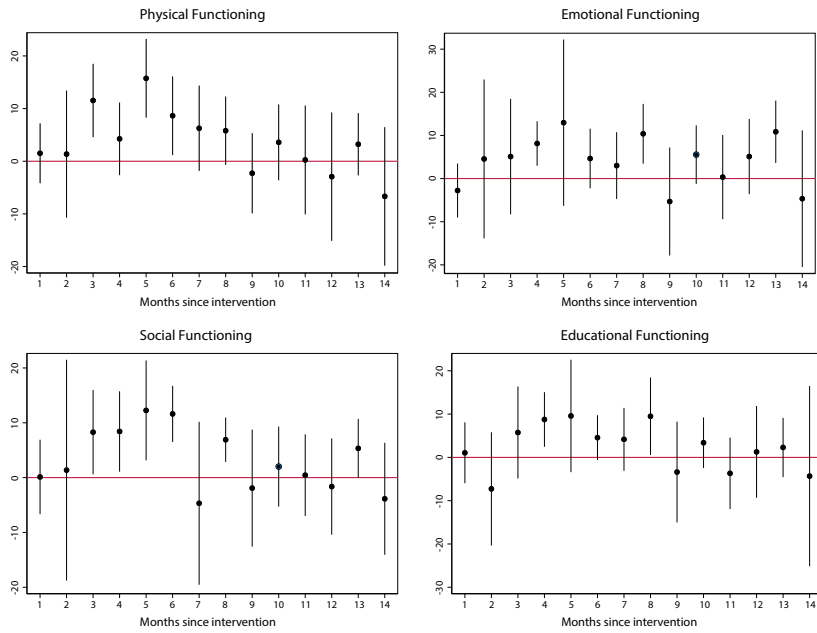 Physical Functioning
20
10
0
-10
-20
1 2 3 4 5 6 7 8 9 10 11 12 13 14
Months since intervention
Emotional Functioning
30
20
10
0
-10
-20
1 2 3 4 5 6 7 8 9 10 11 12 13 14
Months since intervention
Social Functioning
20
10
0
-10
-20
1 2 3 4 5 6 7 8 9 10 11 12 13 14
Months since intervention
Educational Functioning
20
10
0
-10
-20
-30
1 2 3 4 5 6 7 8 9 10 11 12 13 14
Months since intervention